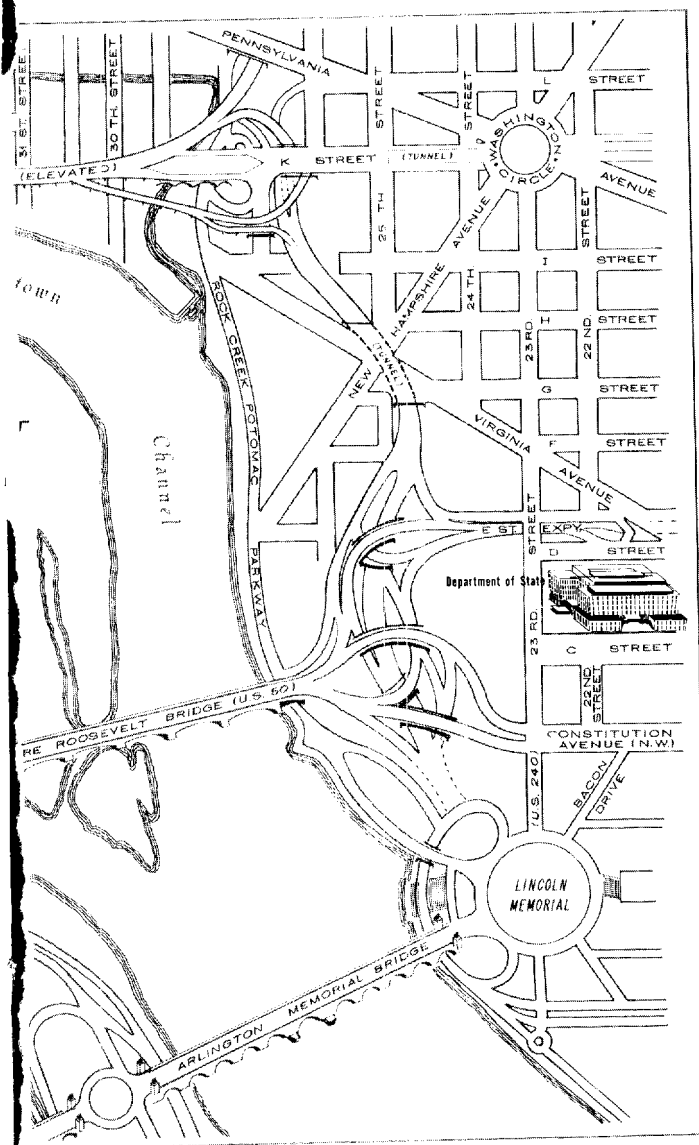 PENNSYLVANIA
31 ST. STREET
30 TH. STREET
STREET
STREET
L STREET
WASHINGTON CIRCLE
(ELEVATED)
K STREET (TUNNEL)
AVENUE
25 TH
NEW HAMPSHIRE AVENUE
24 TH.
STREET
I STREET
H STREET
23 RD.
22 ND.
town
ROCK CREEK POTOMAC PARKWAY
(TUNNEL)
G STREET
VIRGINIA AVENUE
F STREET
Channel
STREET
E ST. EXPY.
D STREET
Department of State
23 RD.
C STREET
22 ND
STREET
RE ROOSEVELT BRIDGE (U.S. 50)
CONSTITUTION
AVENUE (N.W.)
(U.S. 240)
BACON
DRIVE
LINCOLN
MEMORIAL
ARLINGTON MEMORIAL BRIDGE